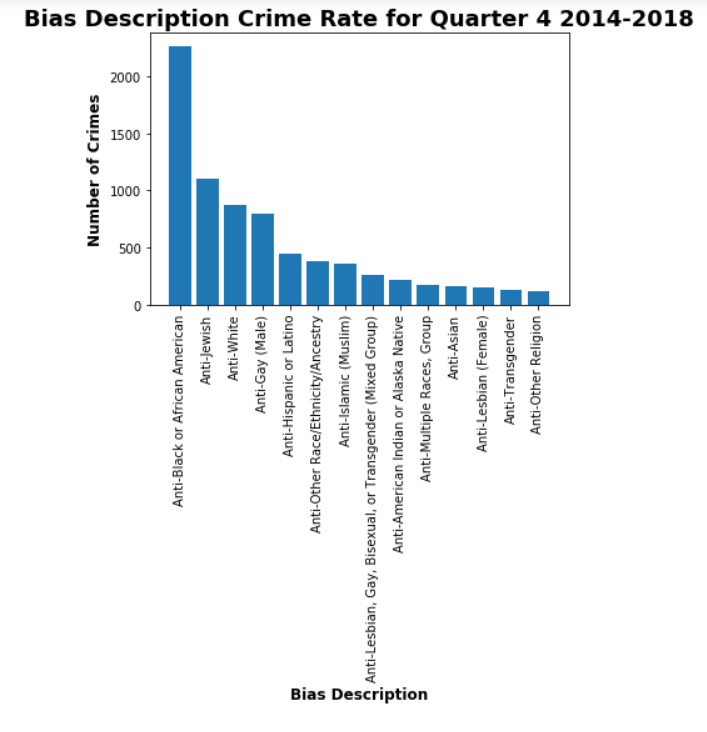 Bias Description Crime Rate for Quarter 4 2014-2018
Number of Crimes
2000
1500
1000
500
0
Anti-Black or African American
Anti-Jewish
Anti-White
Anti-Gay (Male)
Anti-Hispanic or Latino
Anti-Other Race/Ethnicity/Ancestry
Anti-Islamic (Muslim)
Anti-Lesbian, Gay, Bisexual, or Transgender (Mixed Group)
Anti-American Indian or Alaska Native
Anti-Multiple Races, Group
Anti-Asian
Anti-Lesbian (Female)
Anti-Transgender
Anti-Other Religion
Bias Description